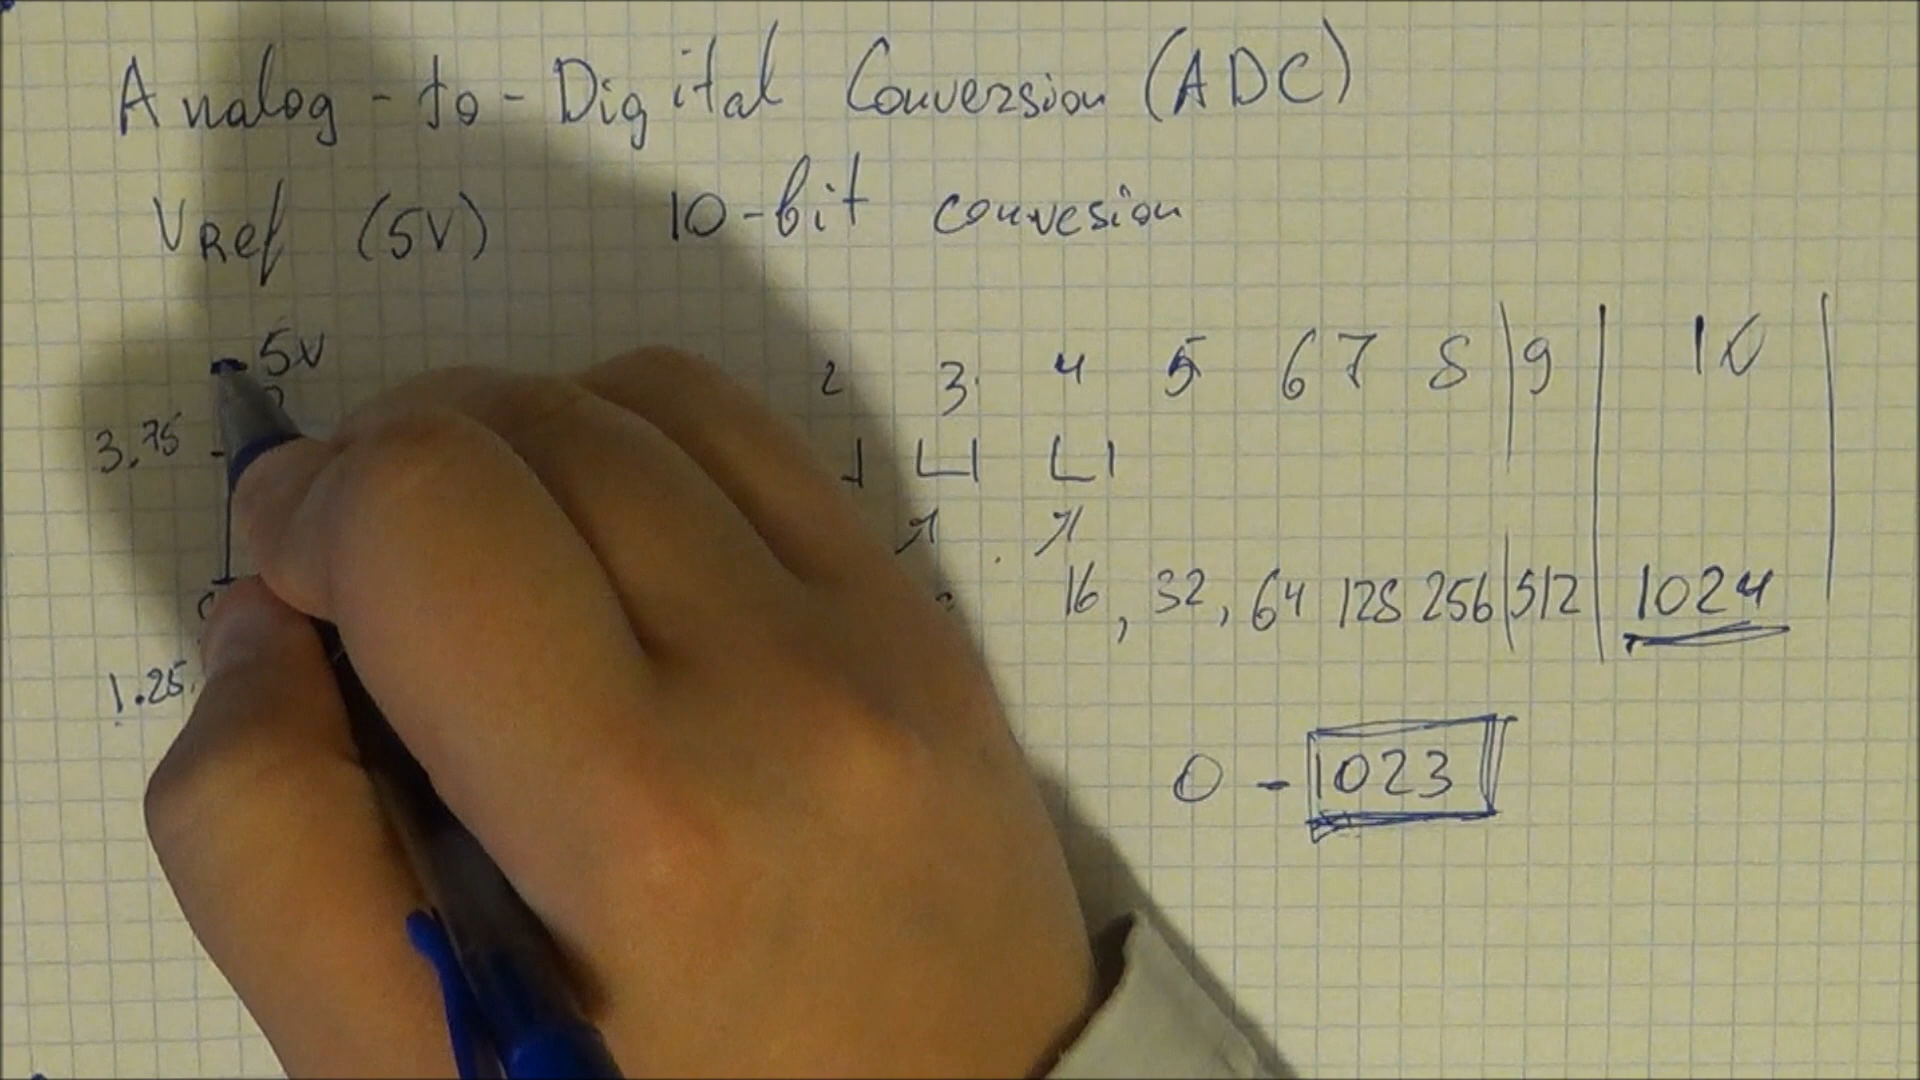 Analog-to-Digital Conversion (ADC)
VRef (5V) 10-bit convesion
5V
2 3 4 5 6 7 8 9 10
3.75
16, 32, 64 128 256 512 1024
1.25
0 - 1023